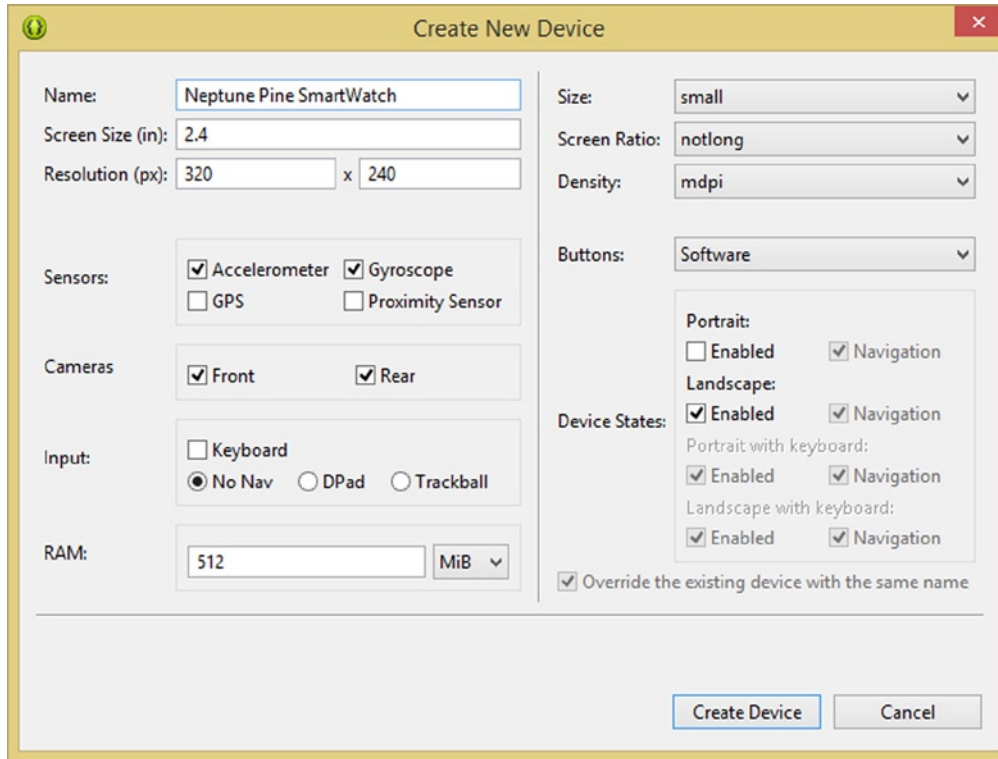 Create New Device
Name:
Neptune Pine SmartWatch
Screen Size (in):
2.4
Resolution (px):
320 x 240
Sensors:
Accelerometer Gyroscope
GPS Proximity Sensor
Cameras
Front Rear
Input:
Keyboard
No Nav DPad Trackball
RAM:
512 MiB
Size:
small
Screen Ratio:
notlong
Density:
mdpi
Buttons:
Software
Device States:
Portrait:
Enabled Navigation
Landscape:
Enabled Navigation
Portrait with keyboard:
Enabled Navigation
Landscape with keyboard:
Enabled Navigation
Override the existing device with the same name
Create Device Cancel